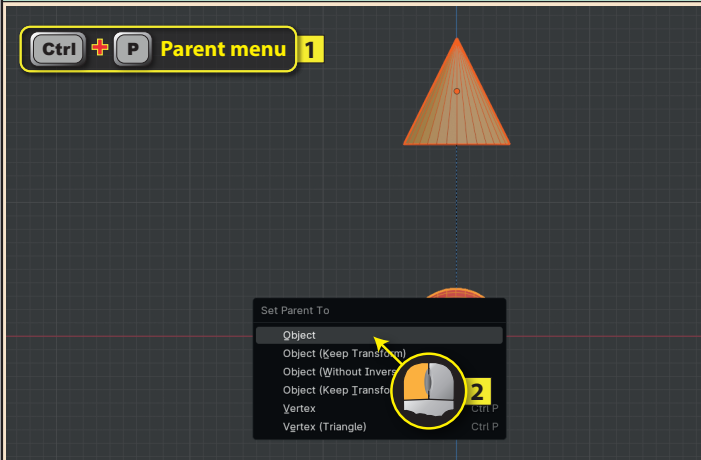 Ctrl + P Parent menu 1
Set Parent To
Object
Object (Keep Transform)
Object (Without Invers
Object (Keep Transfo
2
Vertex Ctrl P
Vertex (Triangle) Ctrl P